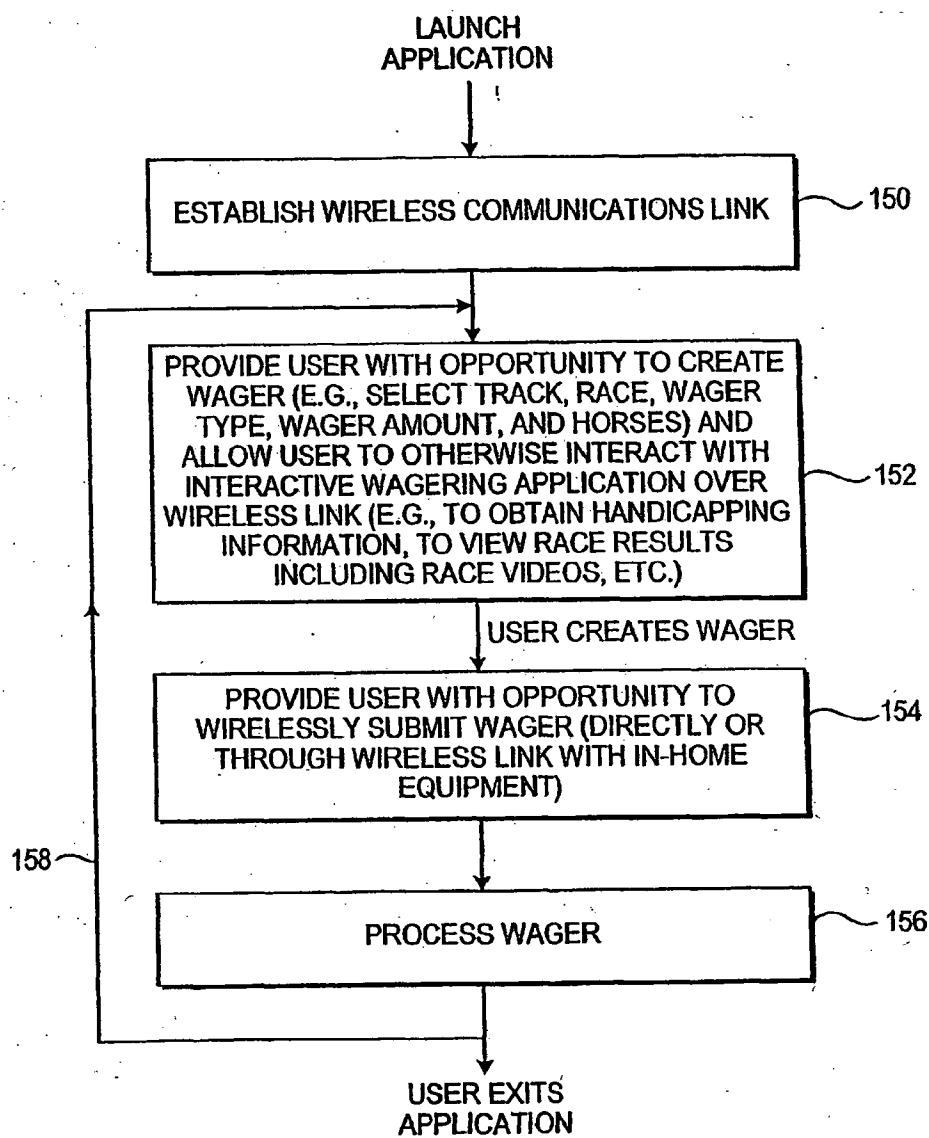 LAUNCH
APPLICATION
ESTABLISH WIRELESS COMMUNICATIONS LINK
150
PROVIDE USER WITH OPPORTUNITY TO CREATE
WAGER (E.G., SELECT TRACK, RACE, WAGER
TYPE, WAGER AMOUNT, AND HORSES) AND
ALLOW USER TO OTHERWISE INTERACT WITH
INTERACTIVE WAGERING APPLICATION OVER
WIRELESS LINK (E.G., TO OBTAIN HANDICAPPING
INFORMATION, TO VIEW RACE RESULTS
INCLUDING RACE VIDEOS, ETC.)
152
USER CREATES WAGER
PROVIDE USER WITH OPPORTUNITY TO
WIRELESSLY SUBMIT WAGER (DIRECTLY OR
THROUGH WIRELESS LINK WITH IN-HOME
EQUIPMENT)
154
158
PROCESS WAGER
156
USER EXITS
APPLICATION